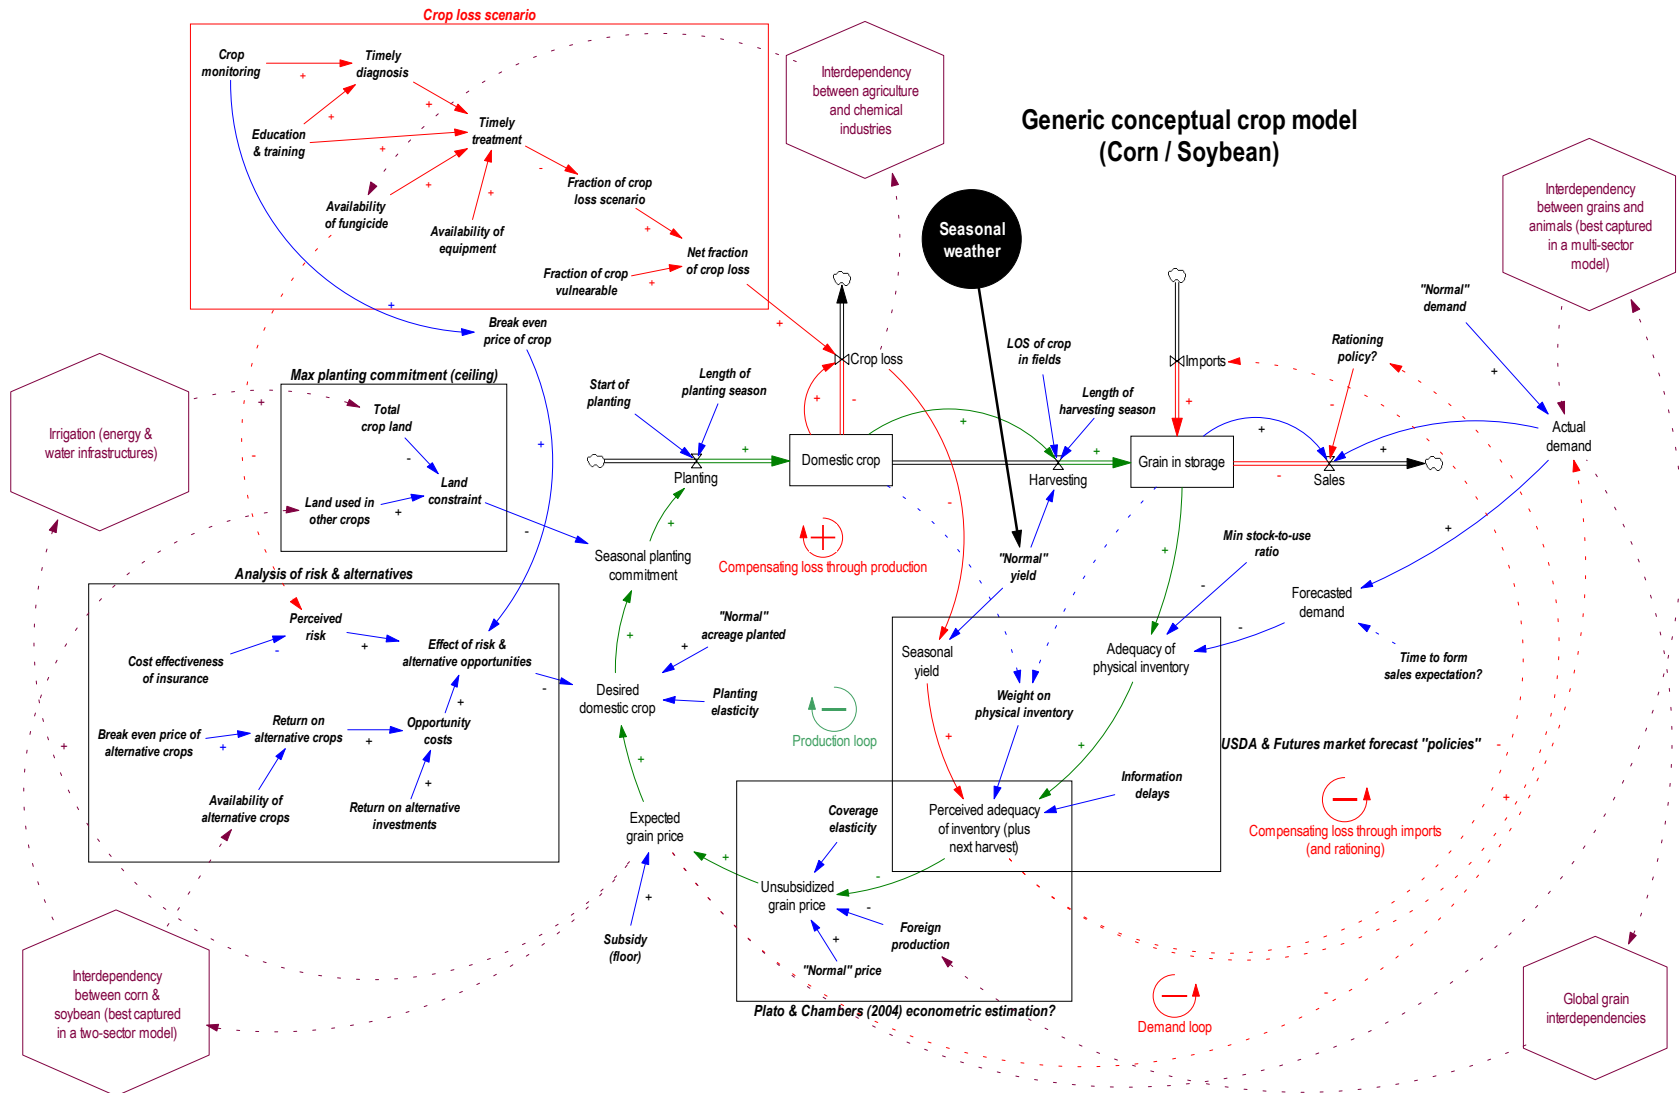 Crop loss scenario
Crop
monitoring
Timely
diagnosis
Education
& training
Timely
treatment
Availability
of fungicide
Availability of
equipment
Fraction of crop
loss scenario
Fraction of crop
vulnearable
Net fraction
of crop loss
Interdependency
between agriculture
and chemical
industries
Generic conceptual crop model
(Corn / Soybean)
Seasonal
weather
Interdependency
between grains and
animals (best captured
in a multi-sector
model)
"Normal"
demand
Rationing
policy?
Break even
price of crop
Crop loss
LOS of crop
in fields
Imports
Length of
harvesting season
Actual
demand
Irrigation (energy &
water infrastructures)
Max planting commitment (ceiling)
Total
crop land
Land used in
other crops
Land
constraint
Start of
planting
Length of
planting season
Planting
Domestic crop
Harvesting
Grain in storage
Sales
Seasonal planting
commitment
Compensating loss through production
"Normal"
yield
Min stock-to-use
ratio
Forecasted
demand
Time to form
sales expectation?
Analysis of risk & alternatives
Perceived
risk
Cost effectiveness
of insurance
Effect of risk &
alternative opportunities
Break even price of
alternative crops
Return on
alternative crops
Opportunity
costs
Availability of
alternative crops
Return on alternative
investments
"Normal"
acreage planted
Desired
domestic crop
Planting
elasticity
Production loop
Seasonal
yield
Adequacy of
physical inventory
Weight on
physical inventory
USDA & Futures market forecast "policies"
Information
delays
Perceived adequacy
of inventory (plus
next harvest)
Compensating loss through imports
(and rationing)
Expected
grain price
Coverage
elasticity
Unsubsidized
grain price
Subsidy
(floor)
Foreign
production
"Normal" price
Plato & Chambers (2004) econometric estimation?
Demand loop
Interdependency
between corn &
soybean (best captured
in a two-sector model)
Global grain
interdependencies